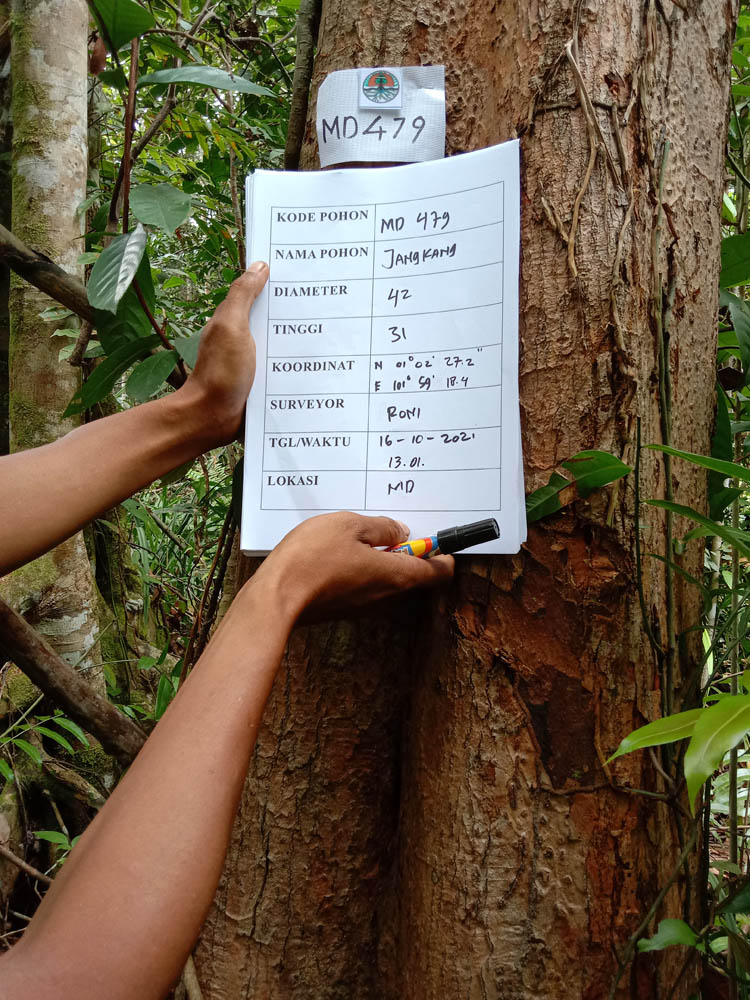 MD479
KODE POHON MD 479
NAMA POHON JANGKANG
DIAMETER 42
TINGGI 31
KOORDINAT N 01° 02' 27.2"
E 101° 59' 18.4
SURVEYOR RONI
TGL/WAKTU 16-10-2021
13.01.
LOKASI MD